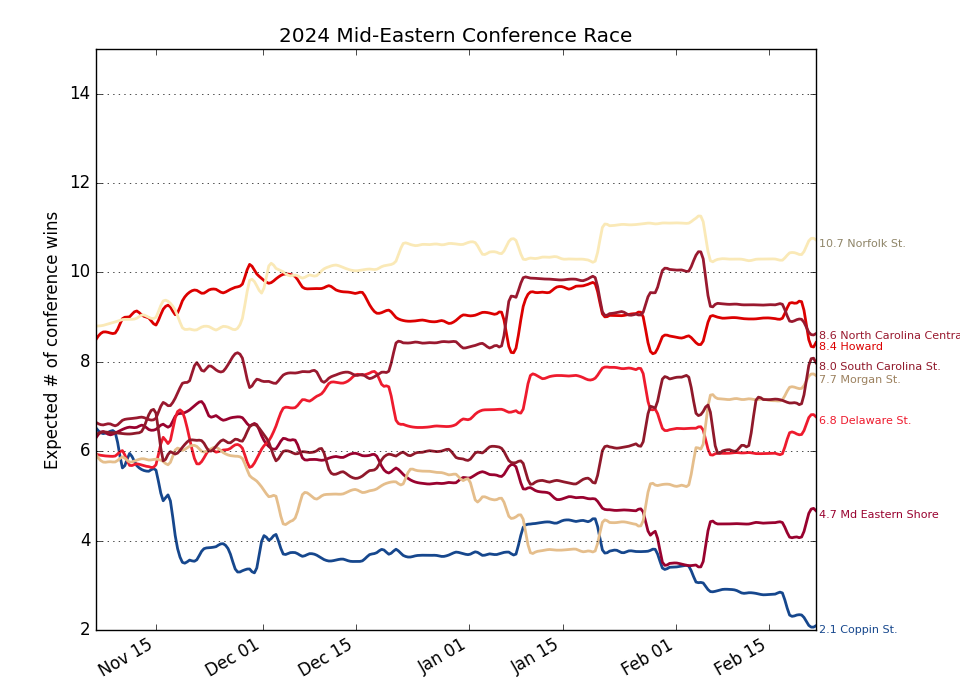 2024 Mid-Eastern Conference Race
Expected # of conference wins
14
12
10
8
6
4
2
10.7 Norfolk St.
8.6 North Carolina Centra
8.4 Howard
8.0 South Carolina St.
7.7 Morgan St.
6.8 Delaware St.
4.7 Md Eastern Shore
2.1 Coppin St.
Nov 15
Dec 01
Dec 15
Jan 01
Jan 15
Feb 01
Feb 15